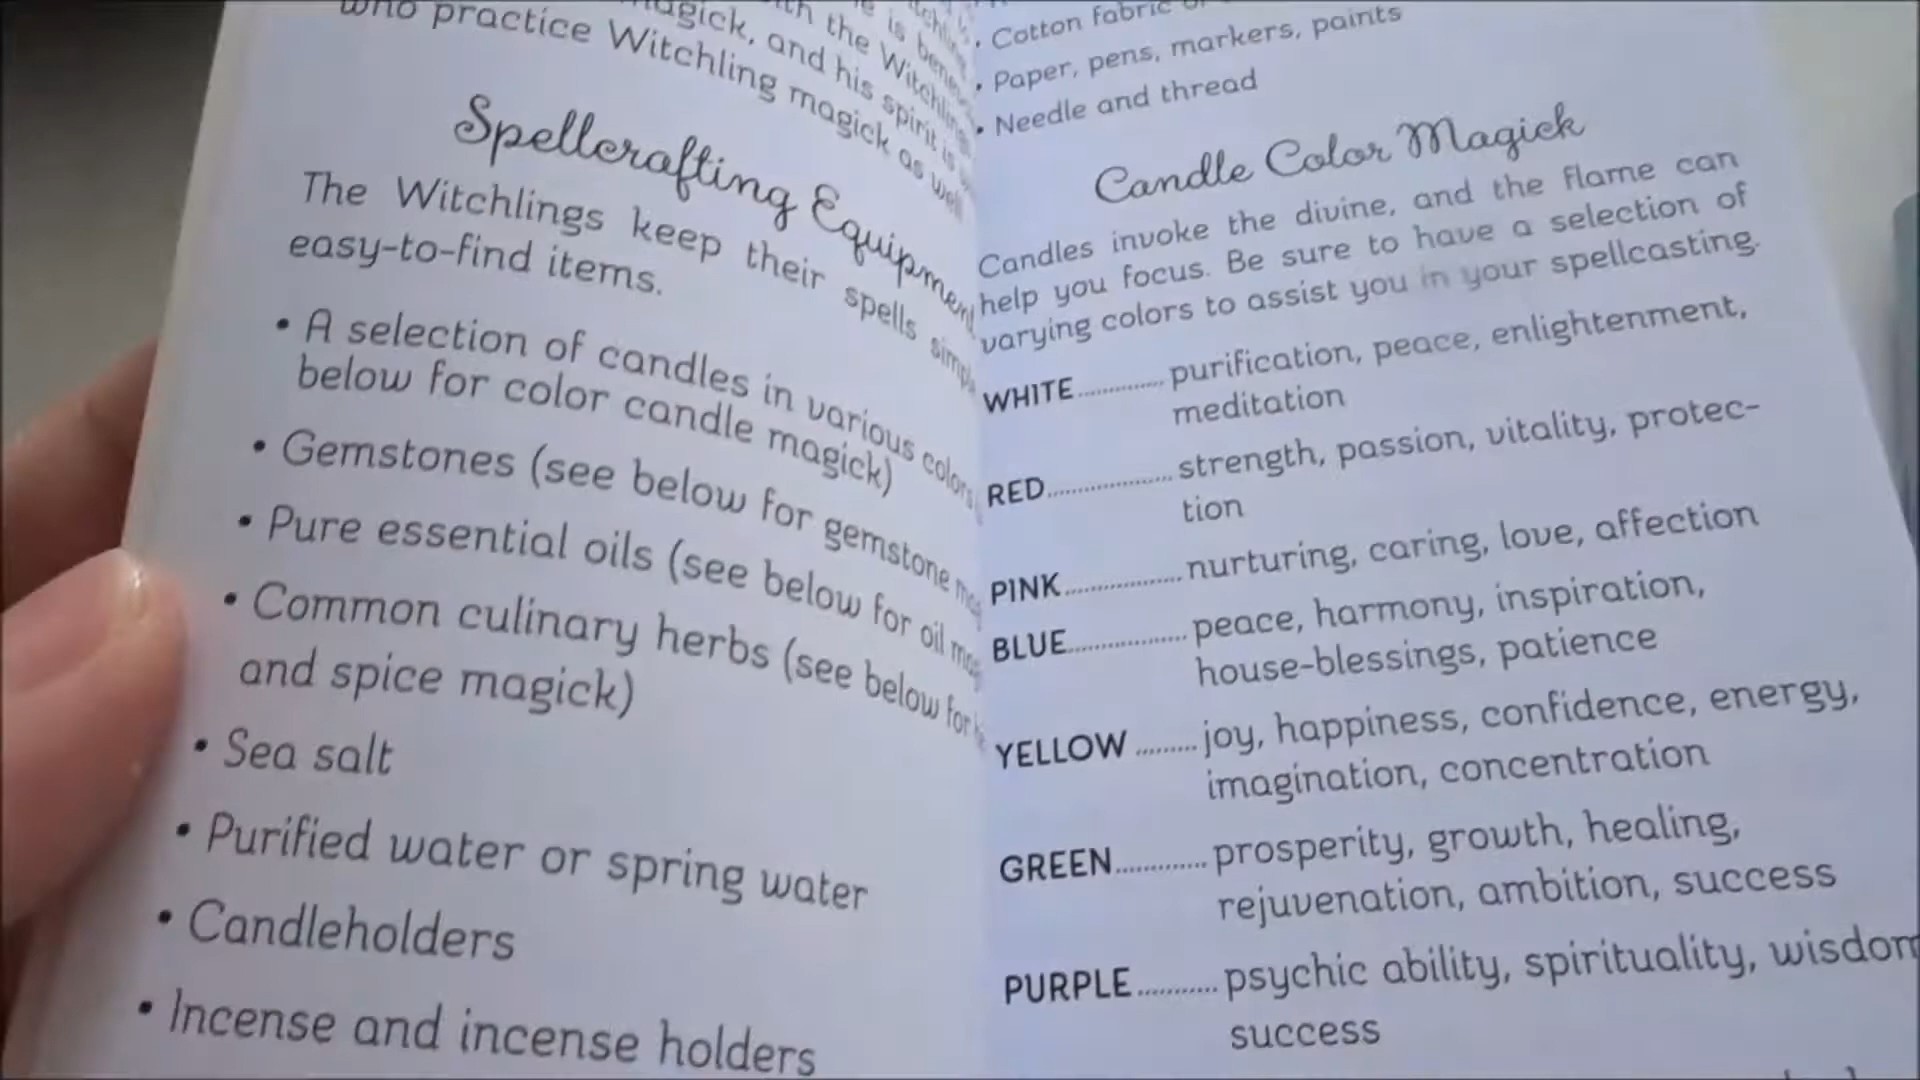 magick, and his spirit is
who practice Witchling magick as well
Spellcrafting Equipment
The Witchlings keep their spells simple
easy-to-find items.
• A selection of candles in various colors
below for color candle magick)
• Gemstones (see below for gemstone
• Pure essential oils (see below for oil
• Common culinary herbs (see below for
and spice magick)
• Sea salt
• Purified water or spring water
• Candleholders
• Incense and incense holders
• Cotton fabric
• Paper, pens, markers, paints
• Needle and thread
Candle Color Magick
Candles invoke the divine, and the flame can
help you focus. Be sure to have a selection of
varying colors to assist you in your spellcasting.
WHITE ............. purification, peace, enlightenment,
meditation
RED ................... strength, passion, vitality, protec-
tion
PINK .................. nurturing, caring, love, affection
BLUE .................. peace, harmony, inspiration,
house-blessings, patience
YELLOW ......... joy, happiness, confidence, energy,
imagination, concentration
GREEN ............. prosperity, growth, healing,
rejuvenation, ambition, success
PURPLE ........... psychic ability, spirituality, wisdom
success